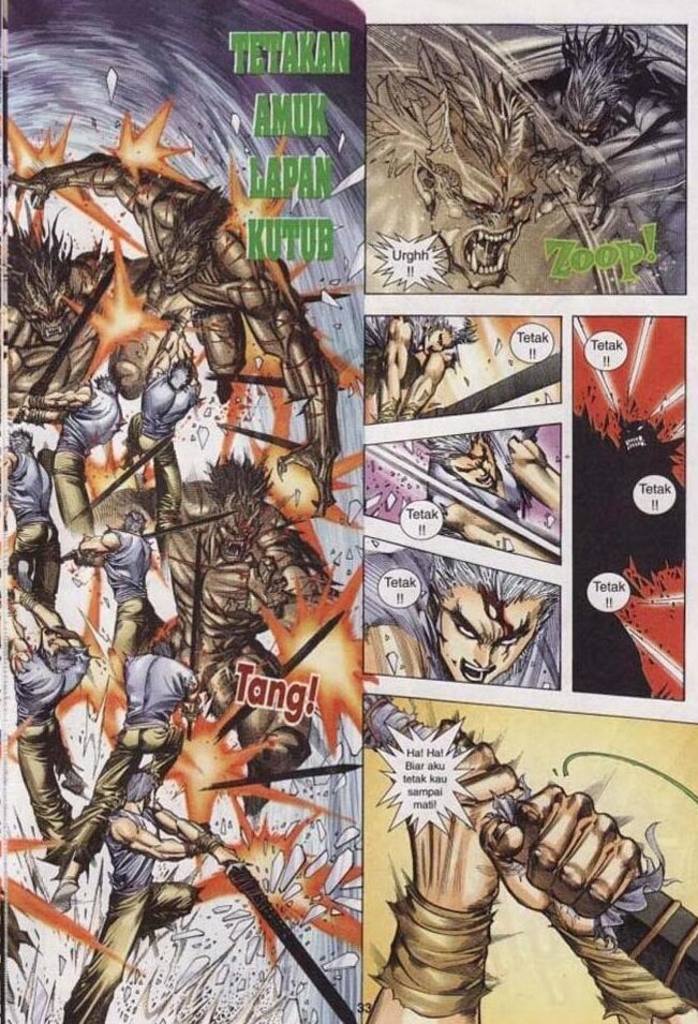 TETAKAN
AMUK
LAPAN
KUTUB
Tang!
Urghh
!!
Zoop!
Tetak
!!
Tetak
!!
Tetak
!!
Tetak
!!
Tetak
!!
Tetak
!!
Ha! Ha!
Biar aku
tetak kau
sampai
mati!
33